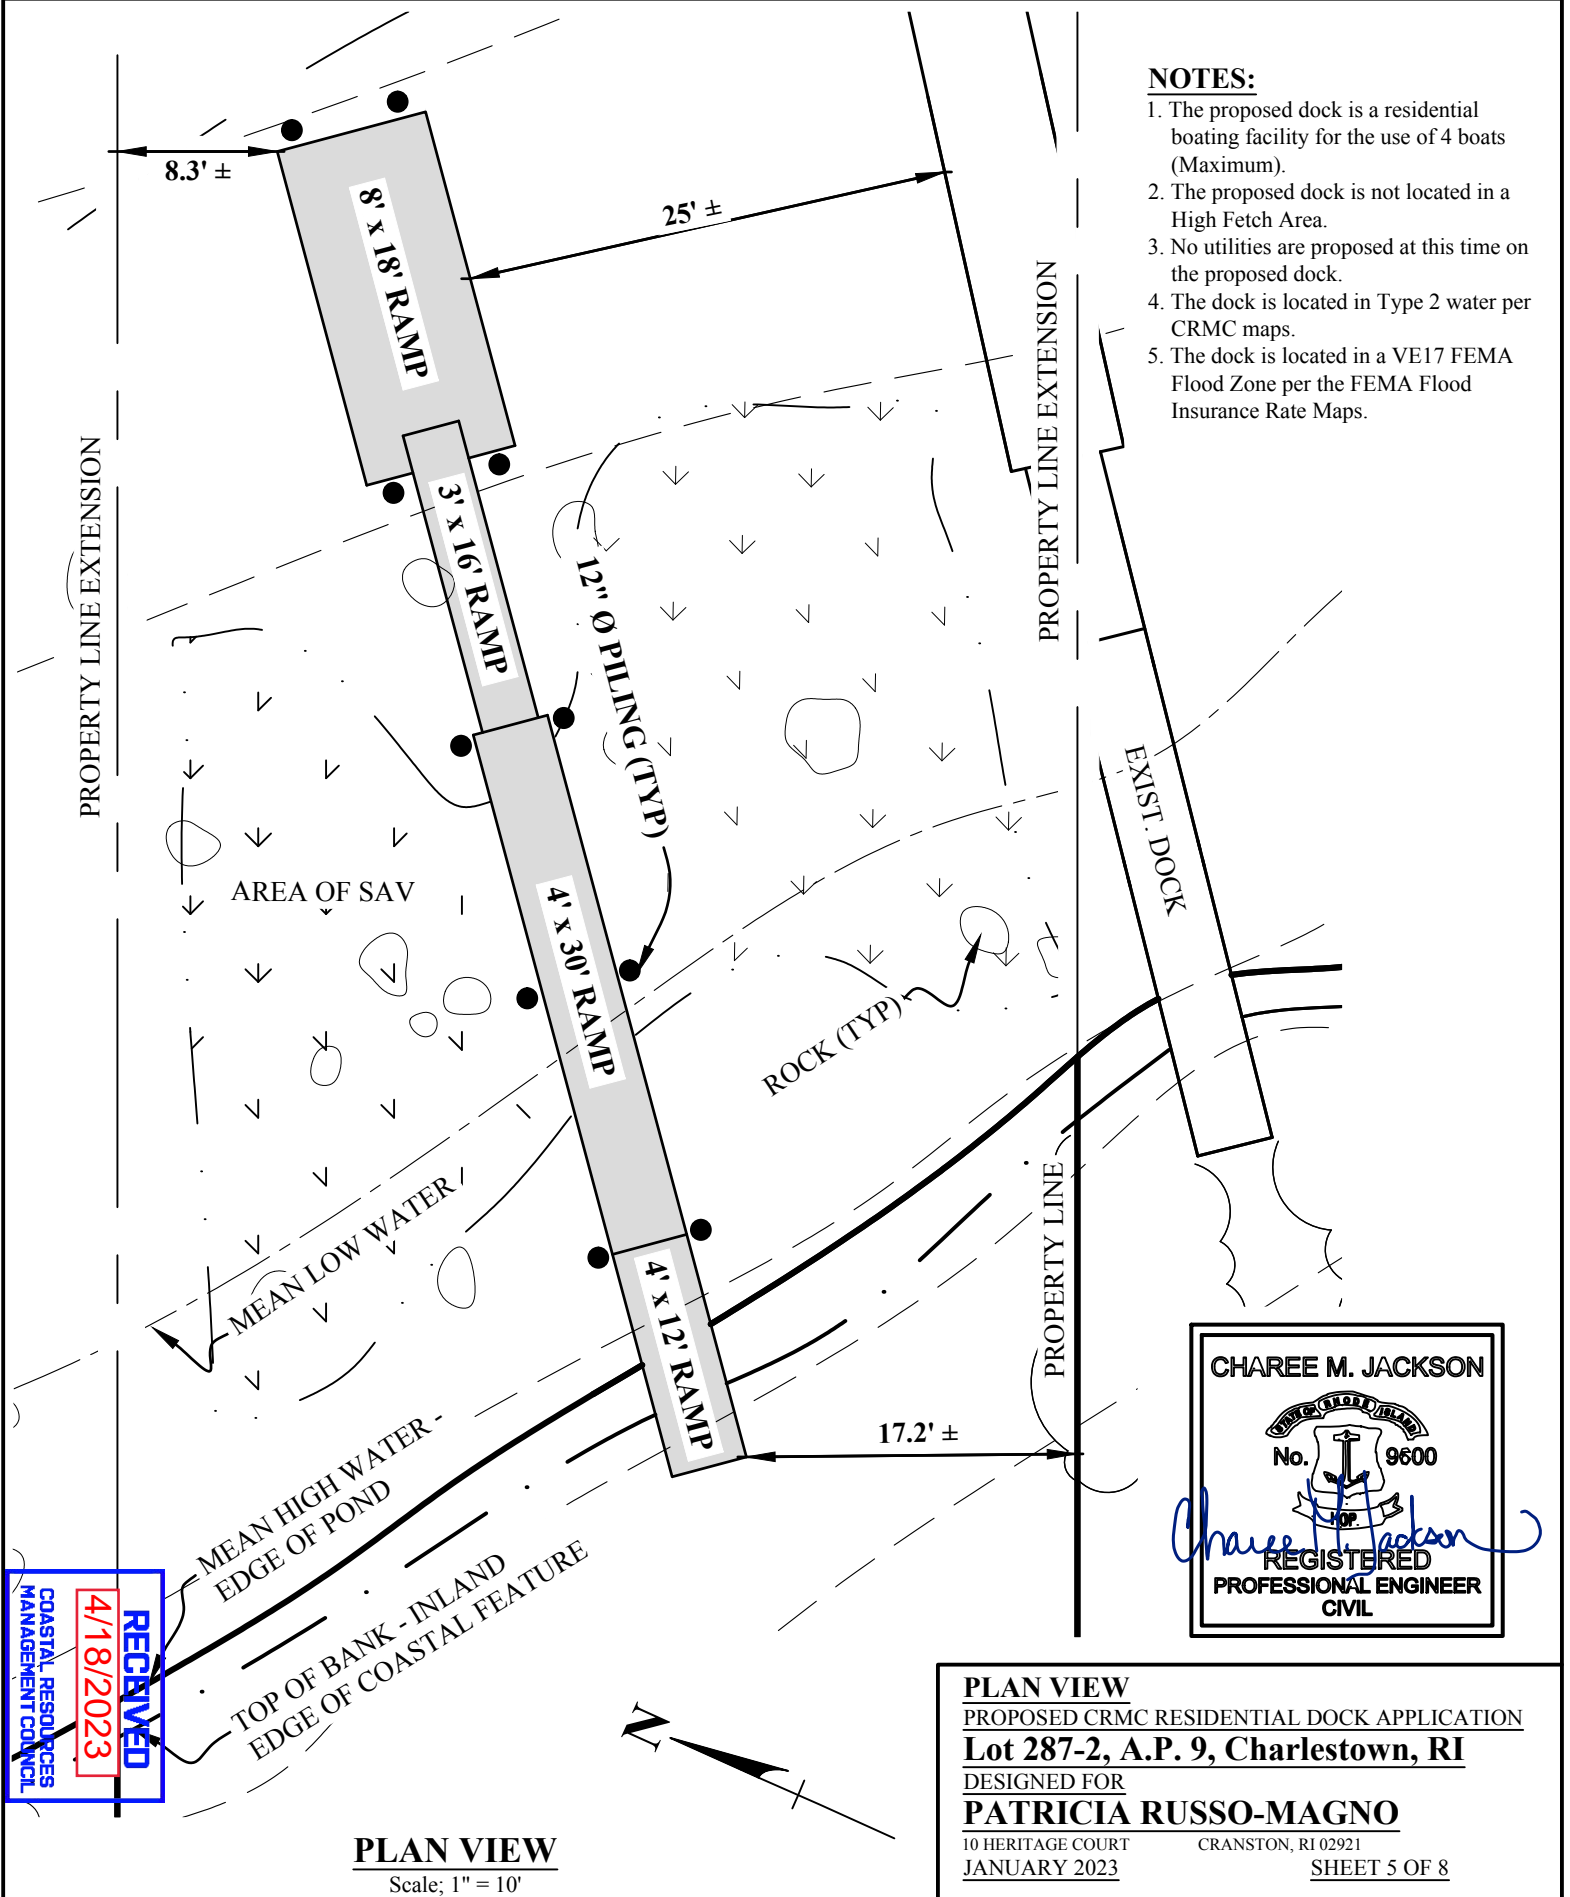 NOTES:
1. The proposed dock is a residential
boating facility for the use of 4 boats
(Maximum).
2. The proposed dock is not located in a
High Fetch Area.
3. No utilities are proposed at this time on
the proposed dock.
4. The dock is located in Type 2 water per
CRMC maps.
5. The dock is located in a VE17 FEMA
Flood Zone per the FEMA Flood
Insurance Rate Maps.
8.3' ±
25' ±
8' x 18' RAMP
PROPERTY LINE EXTENSION
PROPERTY LINE EXTENSION
3' x 16' RAMP
12" Ø PILING (TYP)
EXIST. DOCK
AREA OF SAV
4' x 30' RAMP
ROCK (TYP)
MEAN LOW WATER
PROPERTY LINE
4' x 12' RAMP
17.2' ±
MEAN HIGH WATER -
EDGE OF POND
TOP OF BANK - INLAND
EDGE OF COASTAL FEATURE
N
RECEIVED
4/18/2023
COASTAL RESOURCES
MANAGEMENT COUNCIL
CHAREE M. JACKSON
STATE OF RHODE ISLAND
No. 9600
HOPE
Charee M. Jackson
REGISTERED
PROFESSIONAL ENGINEER
CIVIL
PLAN VIEW
Scale; 1" = 10'
PLAN VIEW
PROPOSED CRMC RESIDENTIAL DOCK APPLICATION
Lot 287-2, A.P. 9, Charlestown, RI
DESIGNED FOR
PATRICIA RUSSO-MAGNO
10 HERITAGE COURT CRANSTON, RI 02921
JANUARY 2023 SHEET 5 OF 8